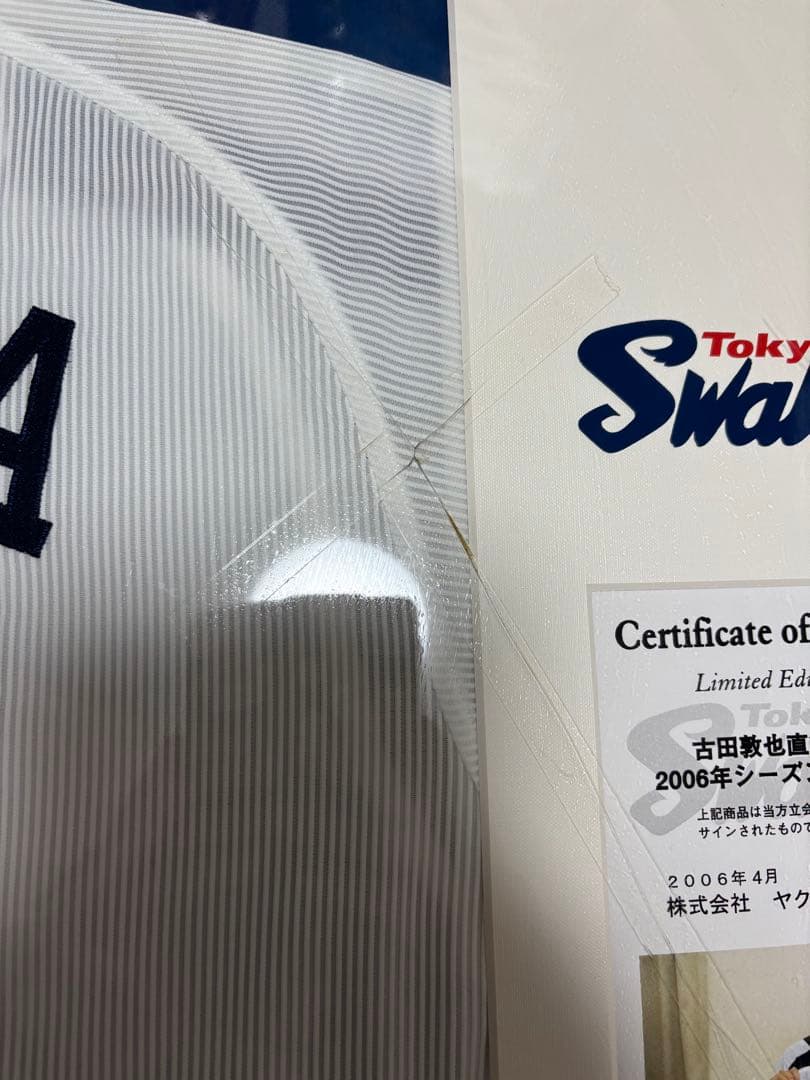 A
Toky
Swal
Certificate of
Limited Edi
Tok
古田敦也直
2006年シーズ
上記商品は当方立会
サインされたもので
2006年 4月
株式会社 ヤク